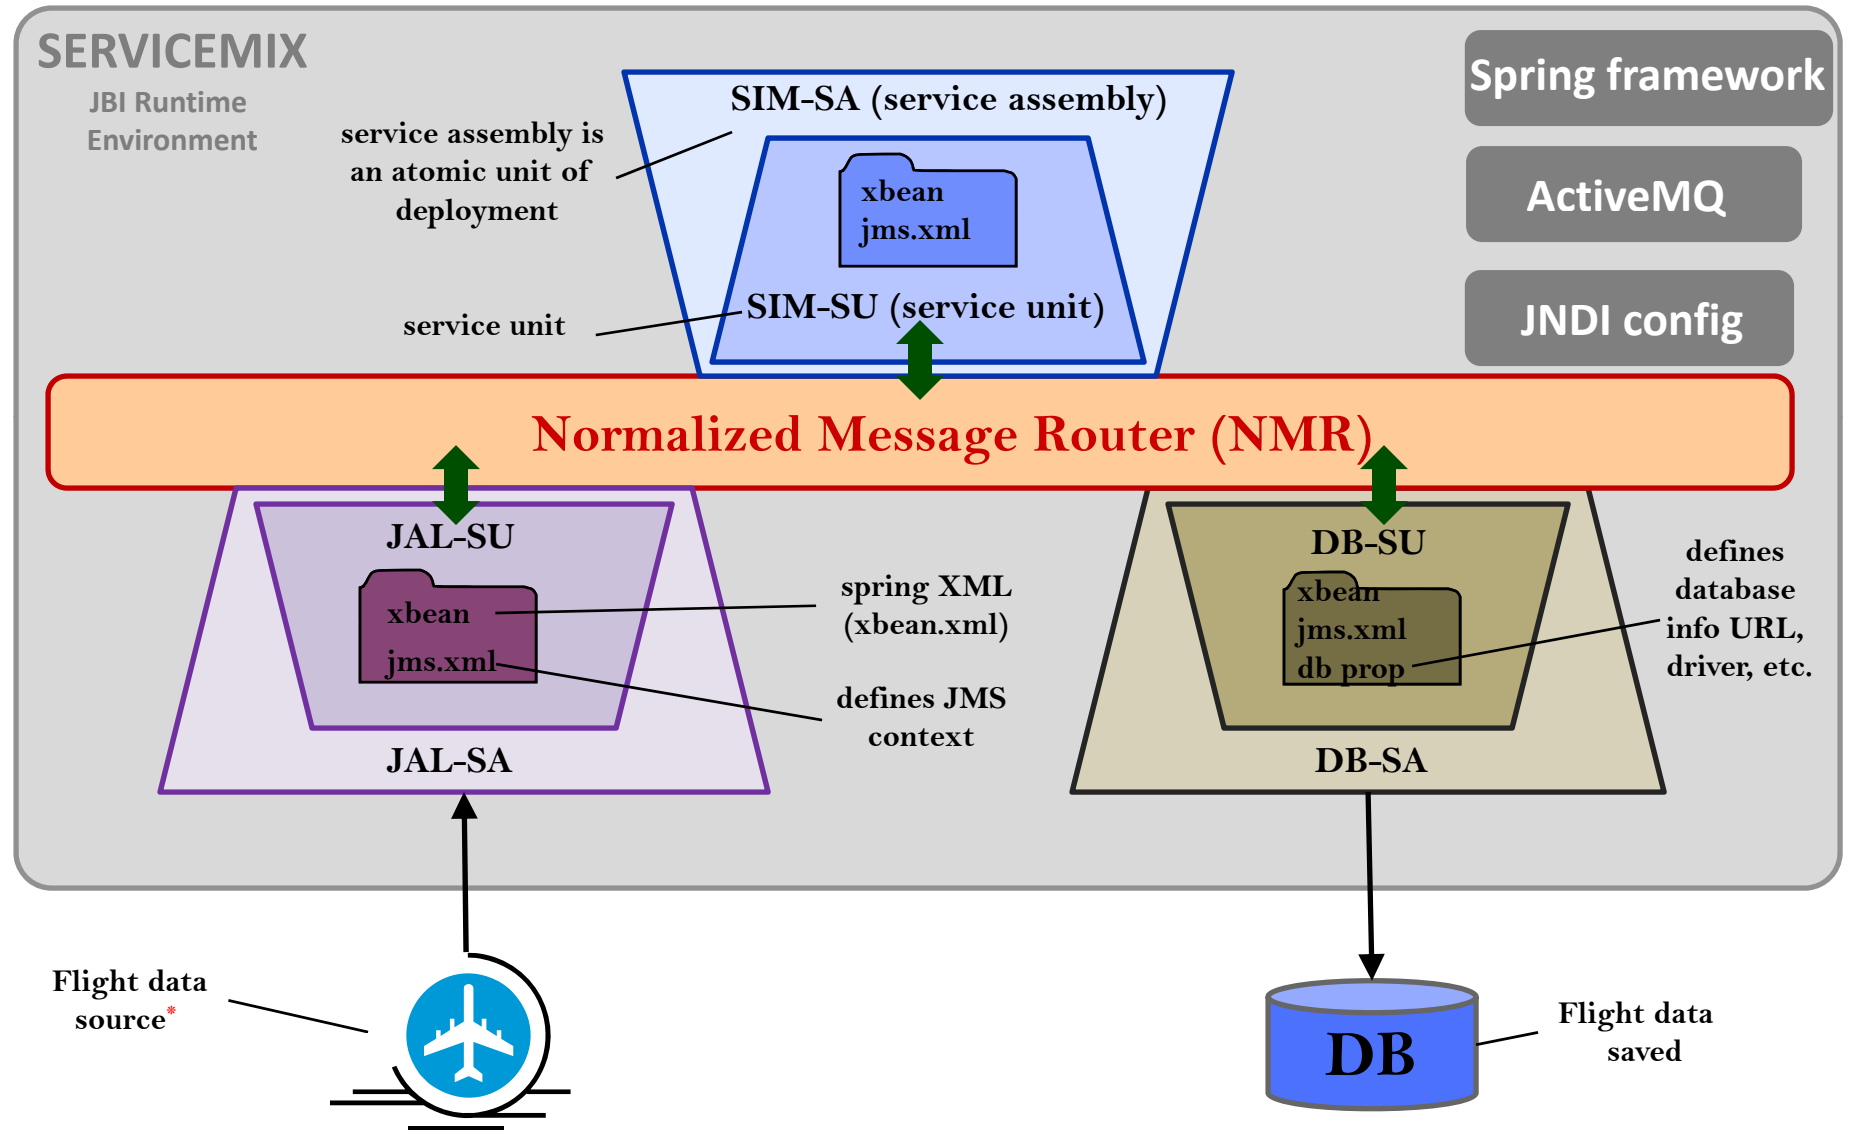 SERVICEMIX
JBI Runtime
Environment
Spring framework
ActiveMQ
JNDI config
SIM-SA (service assembly)
service assembly is
an atomic unit of
deployment
xbean
jms.xml
SIM-SU (service unit)
service unit
Normalized Message Router (NMR)
JAL-SU
xbean
jms.xml
JAL-SA
spring XML
(xbean.xml)
defines JMS
context
DB-SU
xbean
jms.xml
db prop
DB-SA
defines
database
info URL,
driver, etc.
Flight data
source*
DB
Flight data
saved